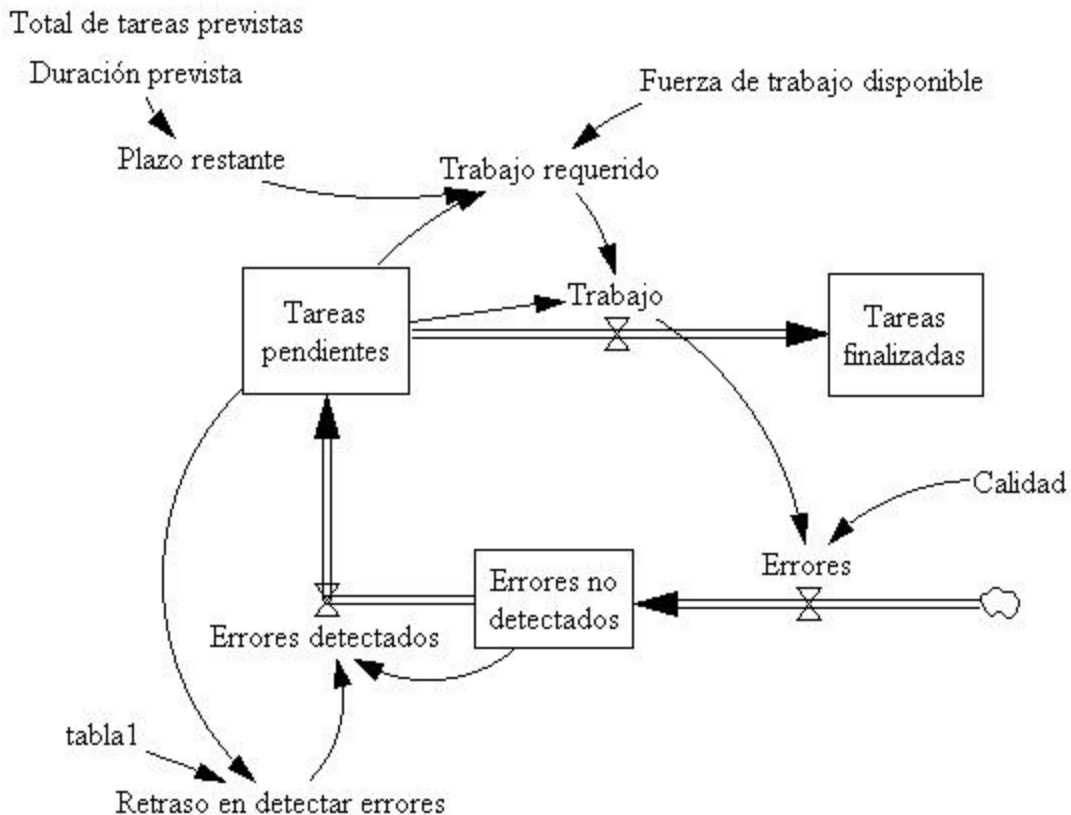 Total de tareas previstas
Duración prevista
Fuerza de trabajo disponible
Plazo restante
Trabajo requerido
Tareas
pendientes
Trabajo
Tareas
finalizadas
Calidad
Errores
Errores no
detectados
Errores detectados
tabla1
Retraso en detectar errores